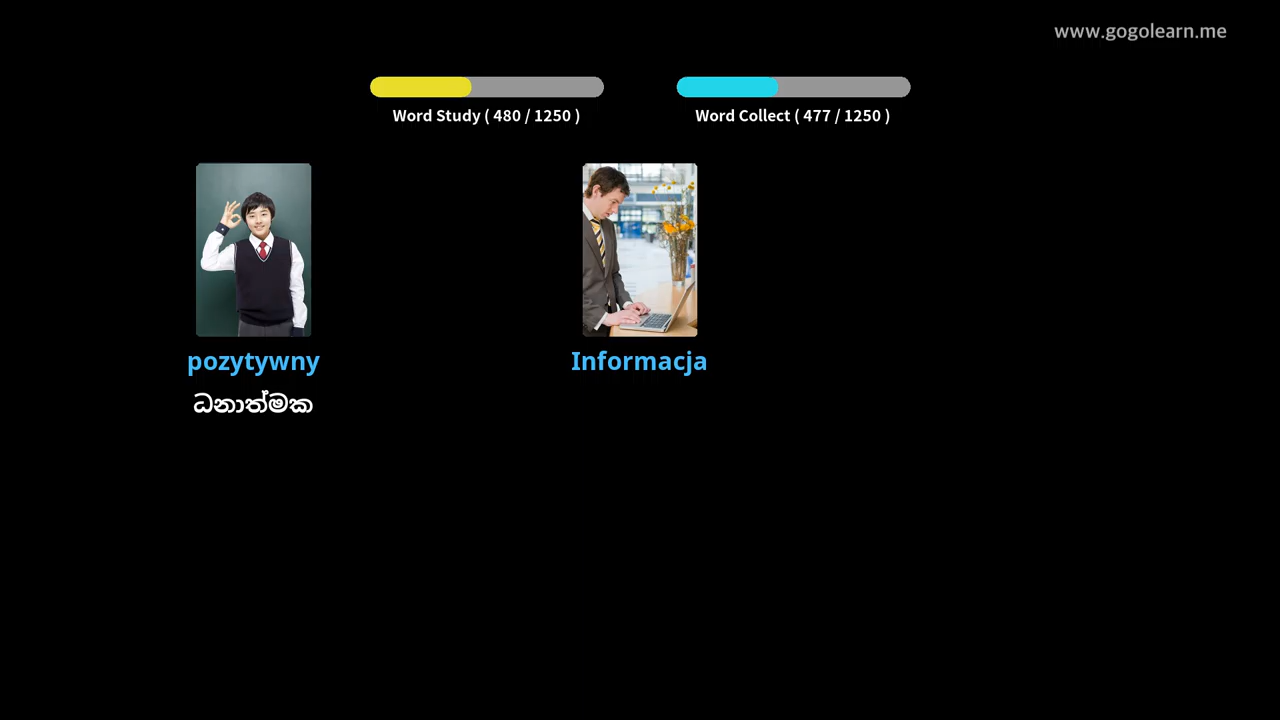 www.gogolearn.me
Word Study ( 480 / 1250 )
Word Collect ( 477 / 1250 )
pozytywny
Informacja
ධනාත්මක